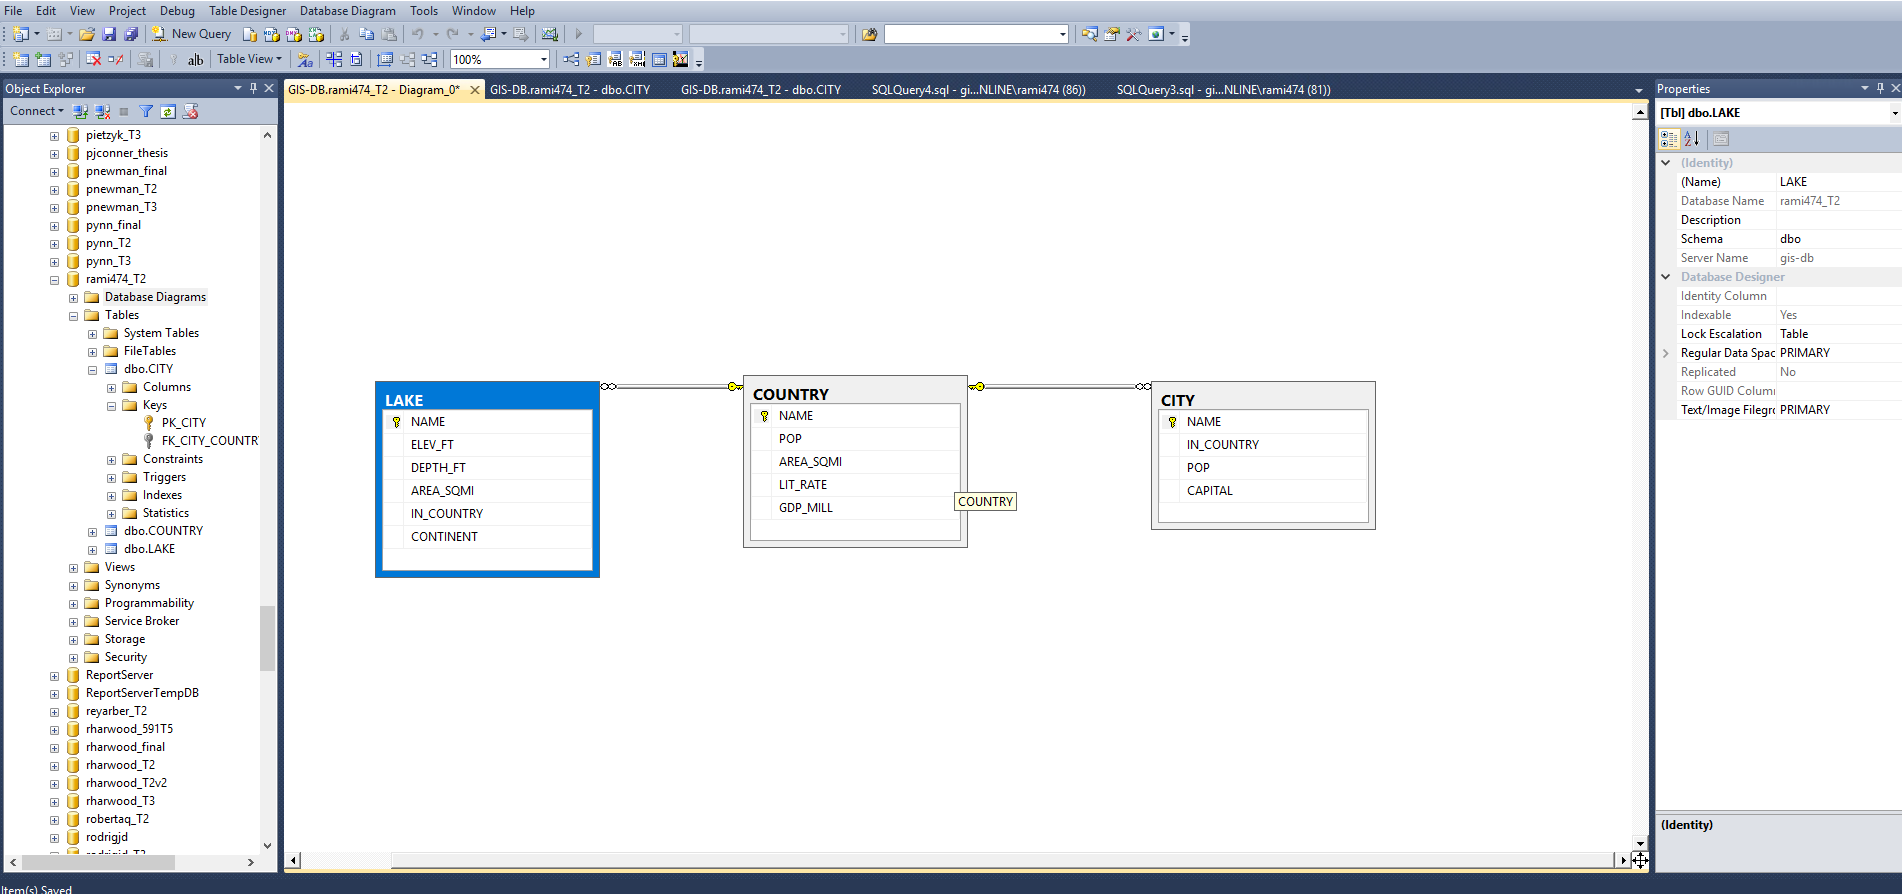 File Edit View Project Debug Table Designer Database Diagram Tools Window Help
New Query
Table View 100%
Object Explorer
Connect
pietzyk_T3
pjconner_thesis
pnewman_final
pnewman_T2
pnewman_T3
pynn_final
pynn_T2
pynn_T3
rami474_T2
Database Diagrams
Tables
System Tables
FileTables
dbo.CITY
Columns
Keys
PK_CITY
FK_CITY_COUNTR
Constraints
Triggers
Indexes
Statistics
dbo.COUNTRY
dbo.LAKE
Views
Synonyms
Programmability
Service Broker
Storage
Security
ReportServer
ReportServerTempDB
reyarber_T2
rharwood_591T5
rharwood_final
rharwood_T2
rharwood_T2v2
rharwood_T3
robertaq_T2
rodrigjd
Item(s) Saved
GIS-DB.rami474_T2 - Diagram_0* GIS-DB.rami474_T2 - dbo.CITY GIS-DB.rami474_T2 - dbo.CITY SQLQuery4.sql - gi...NLINE\rami474 (86)) SQLQuery3.sql - gi...NLINE\rami474 (81))
LAKE
NAME
ELEV_FT
DEPTH_FT
AREA_SQMI
IN_COUNTRY
CONTINENT
COUNTRY
NAME
POP
AREA_SQMI
LIT_RATE
GDP_MILL
COUNTRY
CITY
NAME
IN_COUNTRY
POP
CAPITAL
Properties
[Tbl] dbo.LAKE
(Identity)
(Name) LAKE
Database Name rami474_T2
Description
Schema dbo
Server Name gis-db
Database Designer
Identity Column
Indexable Yes
Lock Escalation Table
Regular Data Spac PRIMARY
Replicated No
Row GUID Column
Text/Image Filegro PRIMARY
(Identity)